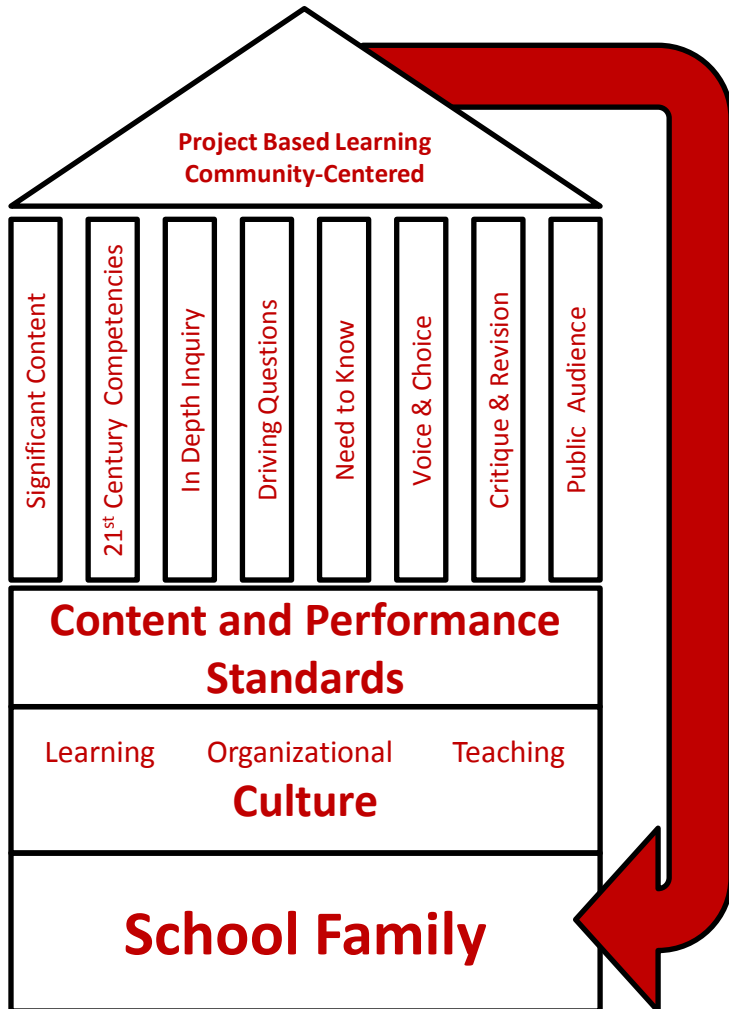 Project Based Learning
Community-Centered
Significant Content
21st Century Competencies
In Depth Inquiry
Driving Questions
Need to Know
Voice & Choice
Critique & Revision
Public Audience
Content and Performance
Standards
Learning Organizational Teaching
Culture
School Family